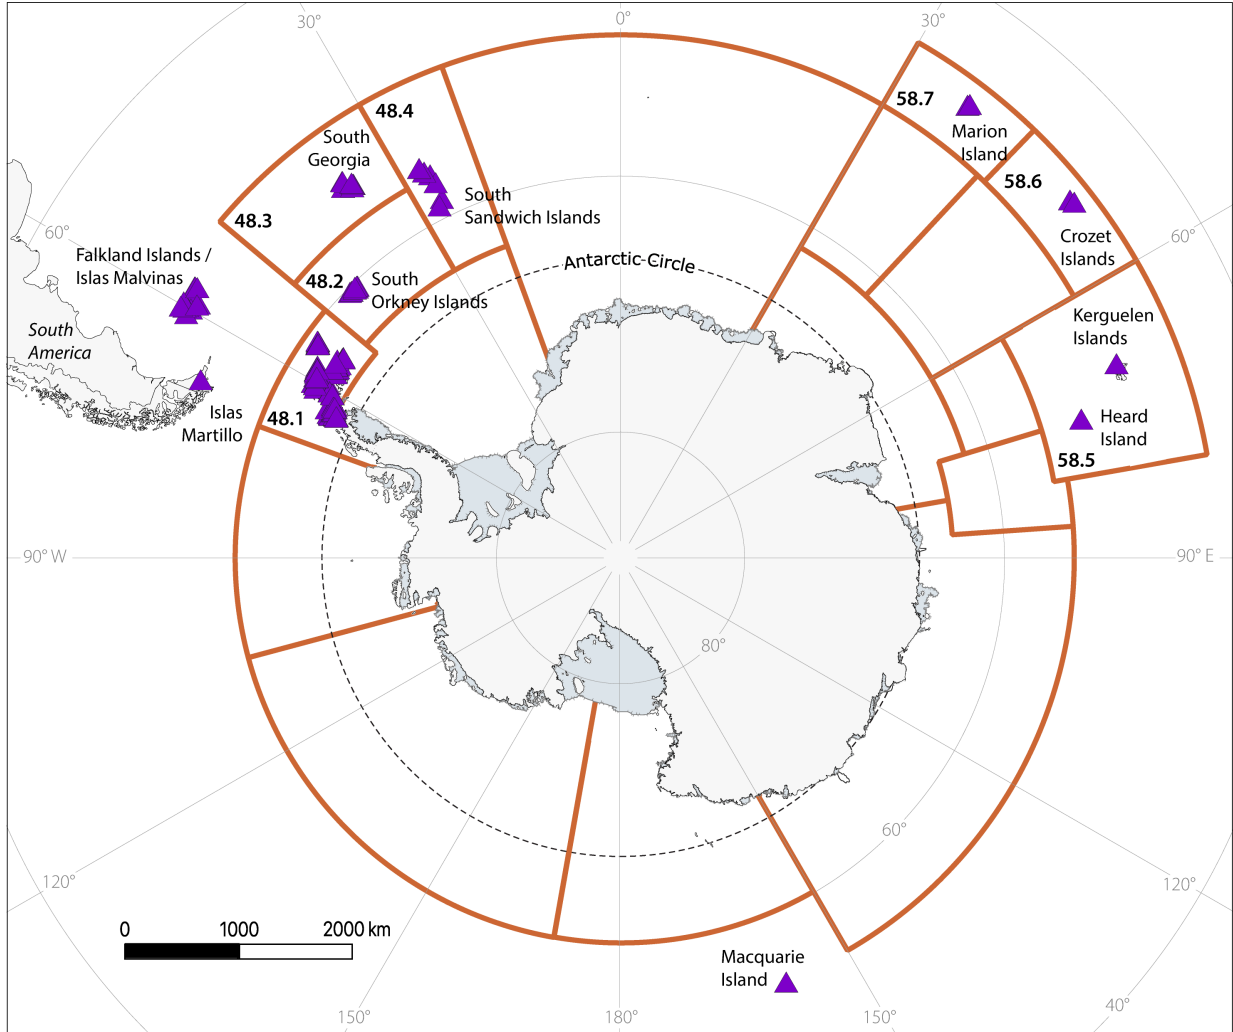 30°
0°
30°
48.4
58.7
South
Georgia
Marion
Island
58.6
South
Sandwich Islands
48.3
60°
60°
Crozet
Islands
Falkland Islands /
Islas Malvinas
Antarctic Circle
48.2
South
Orkney Islands
Kerguelen
Islands
South
America
Islas
Martillo
48.1
Heard
Island
58.5
90° W
90° E
80°
60°
120°
120°
0
1000
2000 km
Macquarie
Island
40°
150°
180°
150°